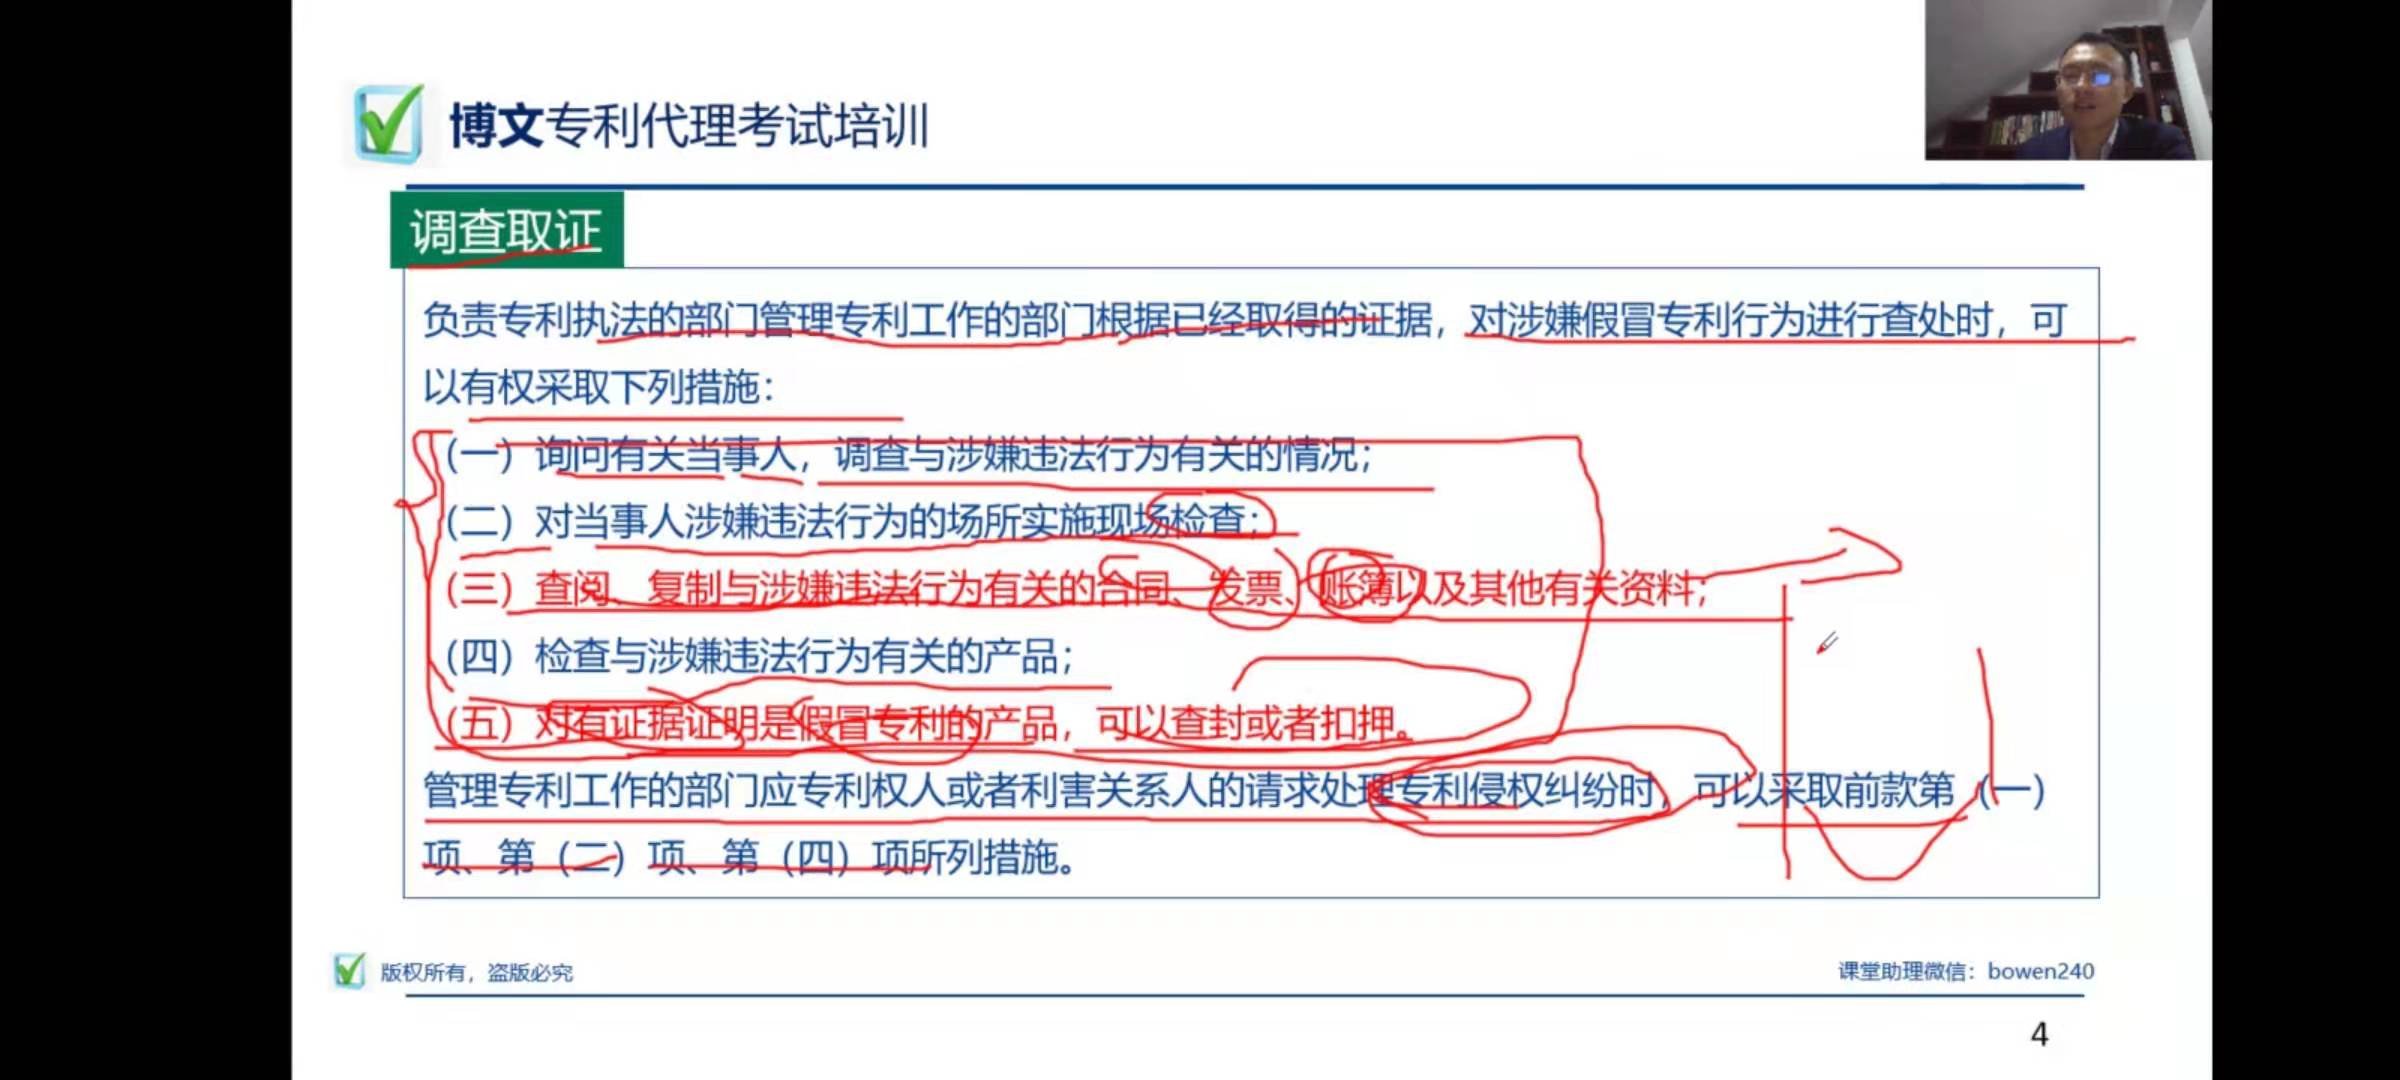 博文专利代理考试培训
调查取证
负责专利执法的部门管理专利工作的部门根据已经取得的证据，对涉嫌假冒专利行为进行查处时，可
以有权采取下列措施：
（一）询问有关当事人，调查与涉嫌违法行为有关的情况；
（二）对当事人涉嫌违法行为的场所实施现场检查；
（三）查阅、复制与涉嫌违法行为有关的合同、发票、账簿以及其他有关资料；
（四）检查与涉嫌违法行为有关的产品；
（五）对有证据证明是假冒专利的产品，可以查封或者扣押。
管理专利工作的部门应专利权人或者利害关系人的请求处理专利侵权纠纷时，可以采取前款第（一）
项、第（二）项、第（四）项所列措施。
版权所有，盗版必究
课堂助理微信：bowen240
4